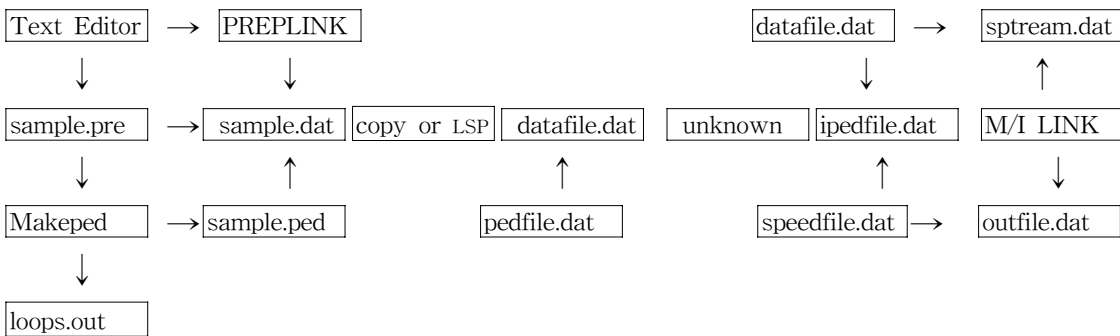 Text Editor → PREPLINK datafile.dat → sptream.dat
↓ ↓ ↓ ↑
sample.pre → sample.dat copy or LSP datafile.dat unknown ipedfile.dat M/I LINK
↓ ↑ ↑ ↑ ↓
Makeped → sample.ped pedfile.dat speedfile.dat → outfile.dat
↓
loops.out